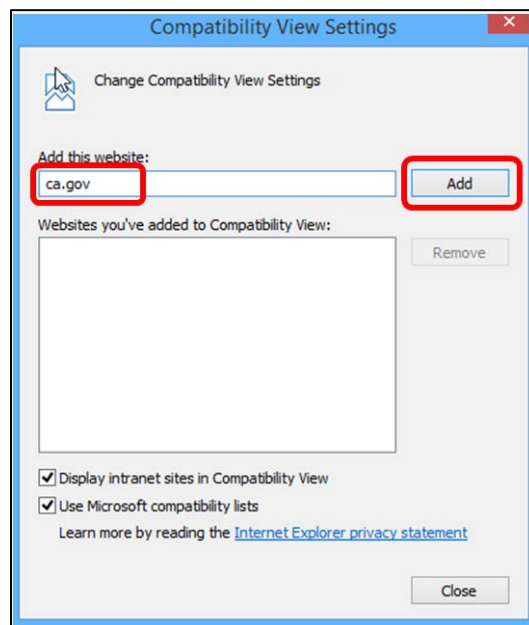 Compatibility View Settings
Change Compatibility View Settings
Add this website:
ca.gov
Add
Websites you've added to Compatibility View:
Remove
Display intranet sites in Compatibility View
Use Microsoft compatibility lists
Learn more by reading the Internet Explorer privacy statement
Close